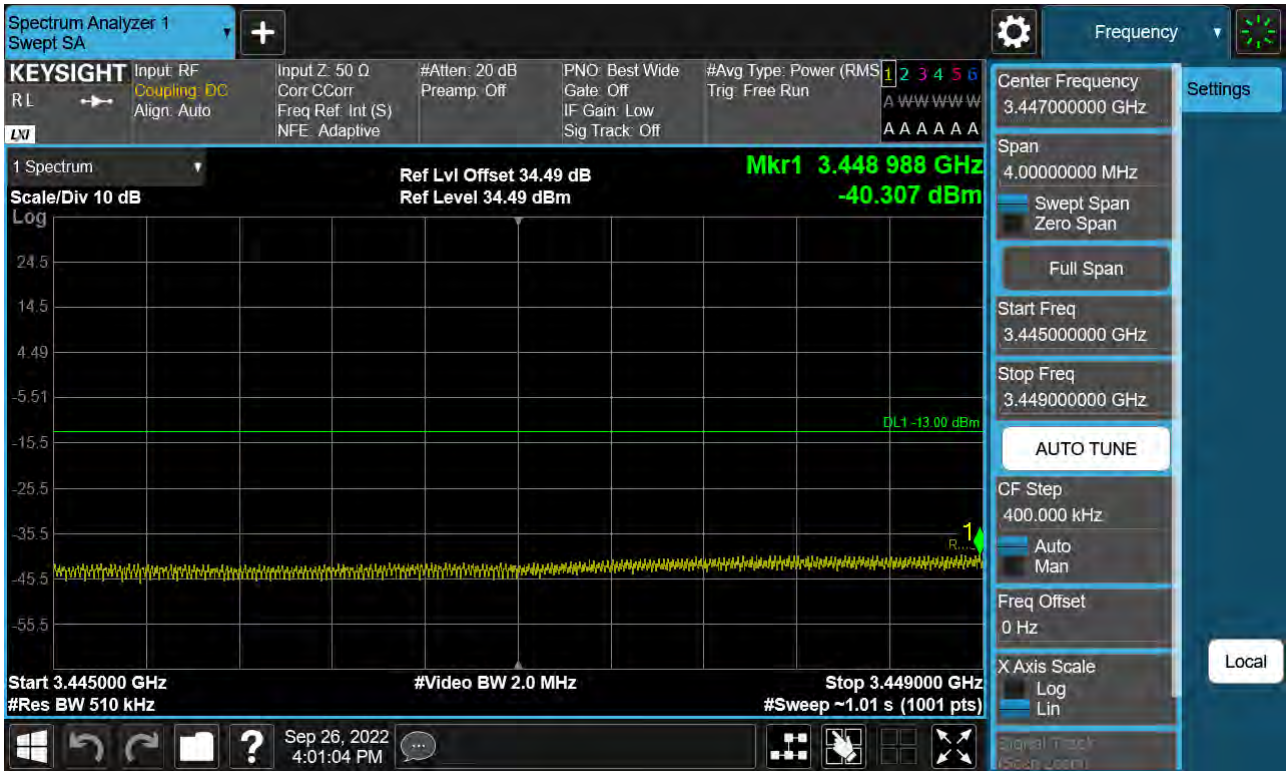 Spectrum Analyzer 1
Swept SA
+
Frequency
KEYSIGHT
RL
LXI
Input: RF
Coupling: DC
Align: Auto
Input Z: 50 Ω
Corr CCorr
Freq Ref: Int (S)
NFE: Adaptive
#Atten: 20 dB
Preamp: Off
PNO: Best Wide
Gate: Off
IF Gain: Low
Sig Track: Off
#Avg Type: Power (RMS
Trig: Free Run
1 2 3 4 5 6
A W W W W W
A A A A A A
1 Spectrum
Scale/Div 10 dB
Log
Ref Lvl Offset 34.49 dB
Ref Level 34.49 dBm
Mkr1 3.448 988 GHz
-40.307 dBm
24.5
14.5
4.49
-5.51
DL1 -13.00 dBm
-15.5
-25.5
-35.5
1
R...
-45.5
-55.5
Start 3.445000 GHz
#Res BW 510 kHz
#Video BW 2.0 MHz
Stop 3.449000 GHz
#Sweep ~1.01 s (1001 pts)
Center Frequency
3.447000000 GHz
Settings
Span
4.00000000 MHz
Swept Span
Zero Span
Full Span
Start Freq
3.445000000 GHz
Stop Freq
3.449000000 GHz
AUTO TUNE
CF Step
400.000 kHz
Auto
Man
Freq Offset
0 Hz
X Axis Scale
Log
Lin
Local
Signal Track
(Span Zoom)
?
Sep 26, 2022
4:01:04 PM